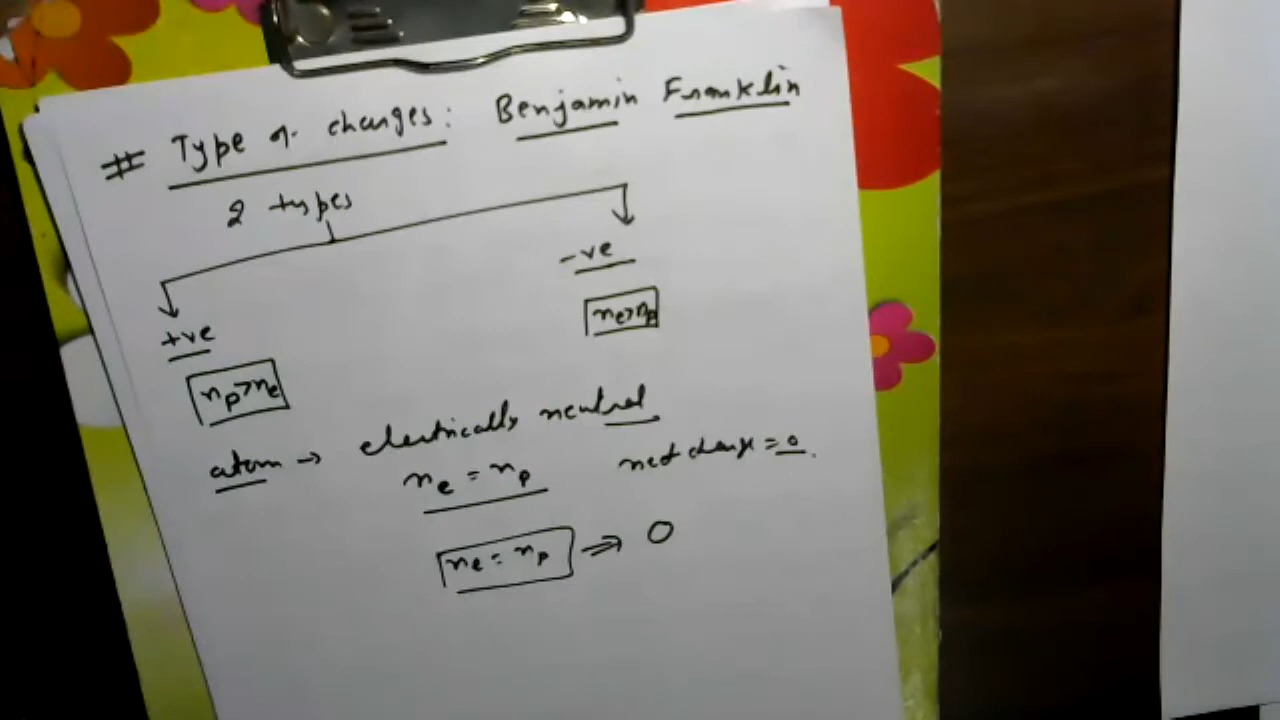 # Type of charges: Benjamin Franklin
2 types
+ve
-ve
np>ne
ne>np
atom → electrically neutral
ne = np net charge = 0.
ne = np ⇒ 0